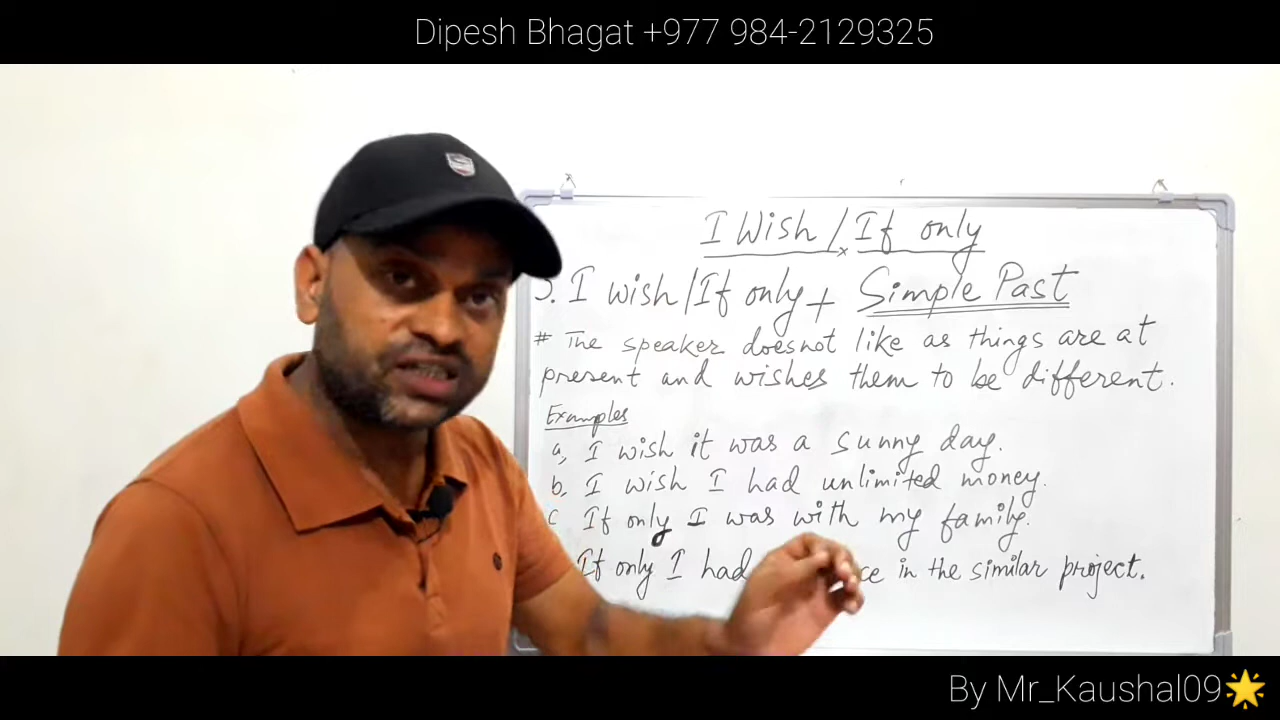 Dipesh Bhagat +977 984-2129325
I Wish / If only
I wish/If only + Simple Past
# The speaker doesnot like as things are at
present and wishes them to be different.
Examples
a, I wish it was a sunny day.
b, I wish I had unlimited money.
c If only I was with my family.
If only I had in the similar project.
By Mr_Kaushal09🌟